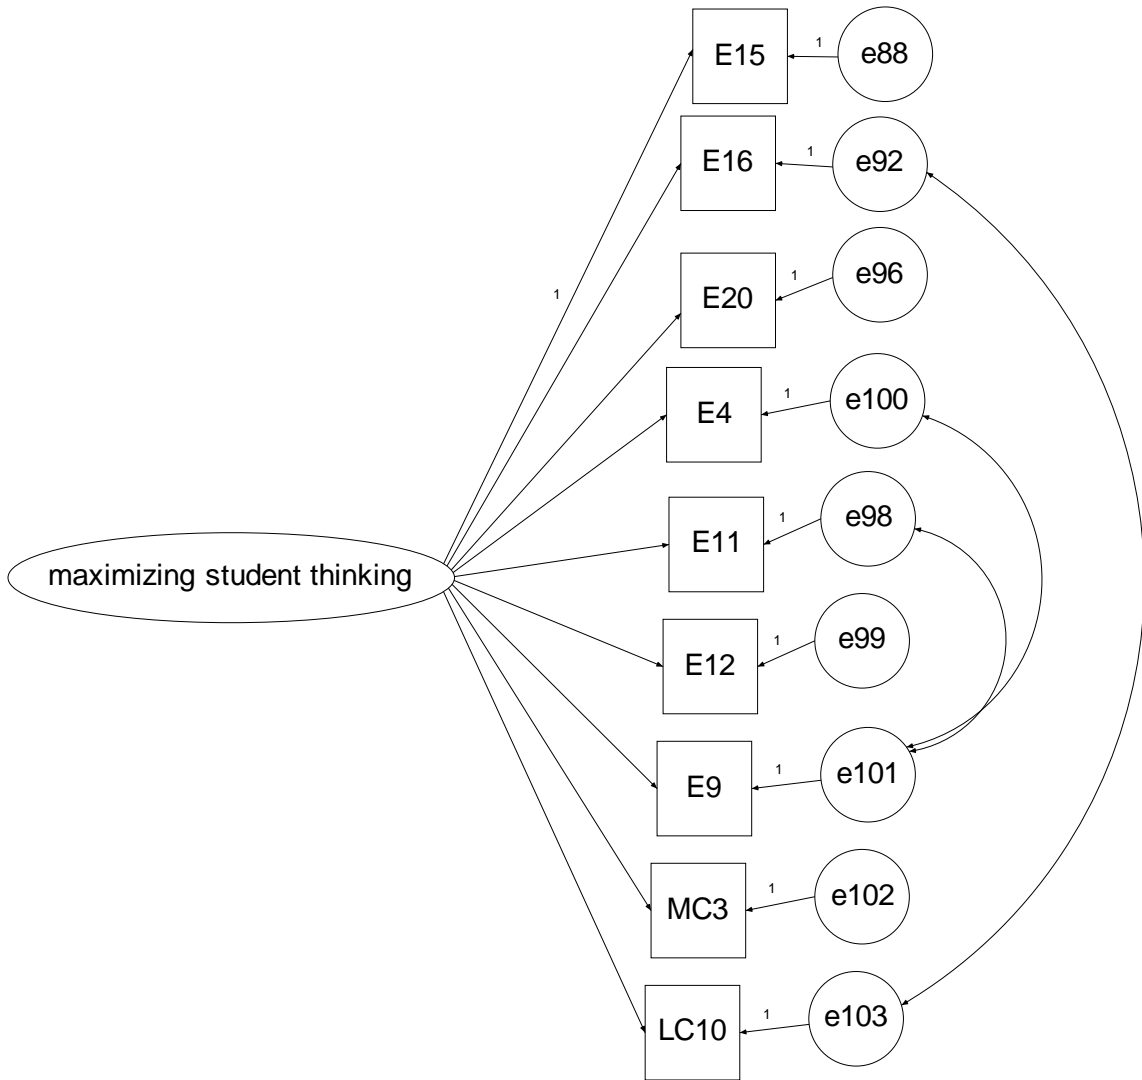 E15
1
e88
E16
1
e92
E20
1
e96
1
E4
1
e100
E11
1
e98
maximizing student thinking
E12
1
e99
E9
1
e101
MC3
1
e102
LC10
1
e103